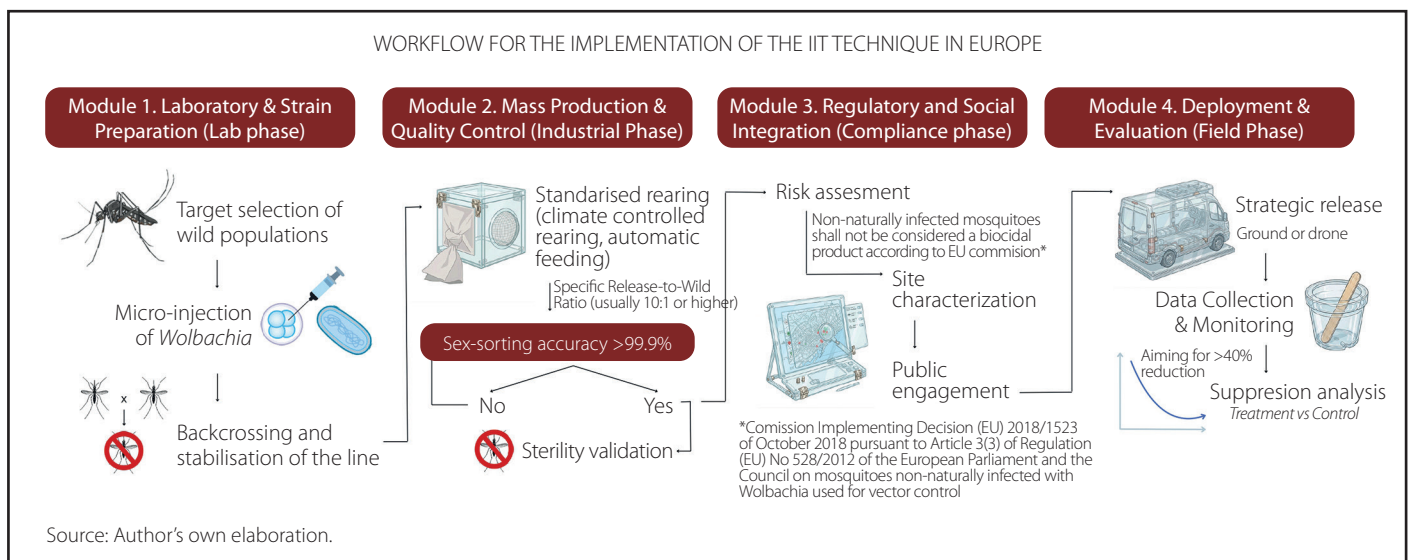 WORKFLOW FOR THE IMPLEMENTATION OF THE IIT TECHNIQUE IN EUROPE
Module 1. Laboratory & Strain
Preparation (Lab phase)
Target selection of
wild populations
Micro-injection
of Wolbachia
x
Backcrossing and
stabilisation of the line
Module 2. Mass Production &
Quality Control (Industrial Phase)
Standarised rearing
(climate controlled
rearing, automatic
feeding)
Specific Release-to-Wild
Ratio (usually 10:1 or higher)
Sex-sorting accuracy >99.9%
No
Yes
Sterility validation
Module 3. Regulatory and Social
Integration (Compliance phase)
Risk assesment
Non-naturally infected mosquitoes
shall not be considered a biocidal
product according to EU commision*
Site
characterization
Public
engagement
*Comission Implementing Decision (EU) 2018/1523
of October 2018 pursuant to Article 3(3) of Regulation
(EU) No 528/2012 of the European Parliament and the
Council on mosquitoes non-naturally infected with
Wolbachia used for vector control
Module 4. Deployment &
Evaluation (Field Phase)
Strategic release
Ground or drone
Data Collection
& Monitoring
Aiming for >40%
reduction
Suppresion analysis
Treatment vs Control
Source: Author's own elaboration.